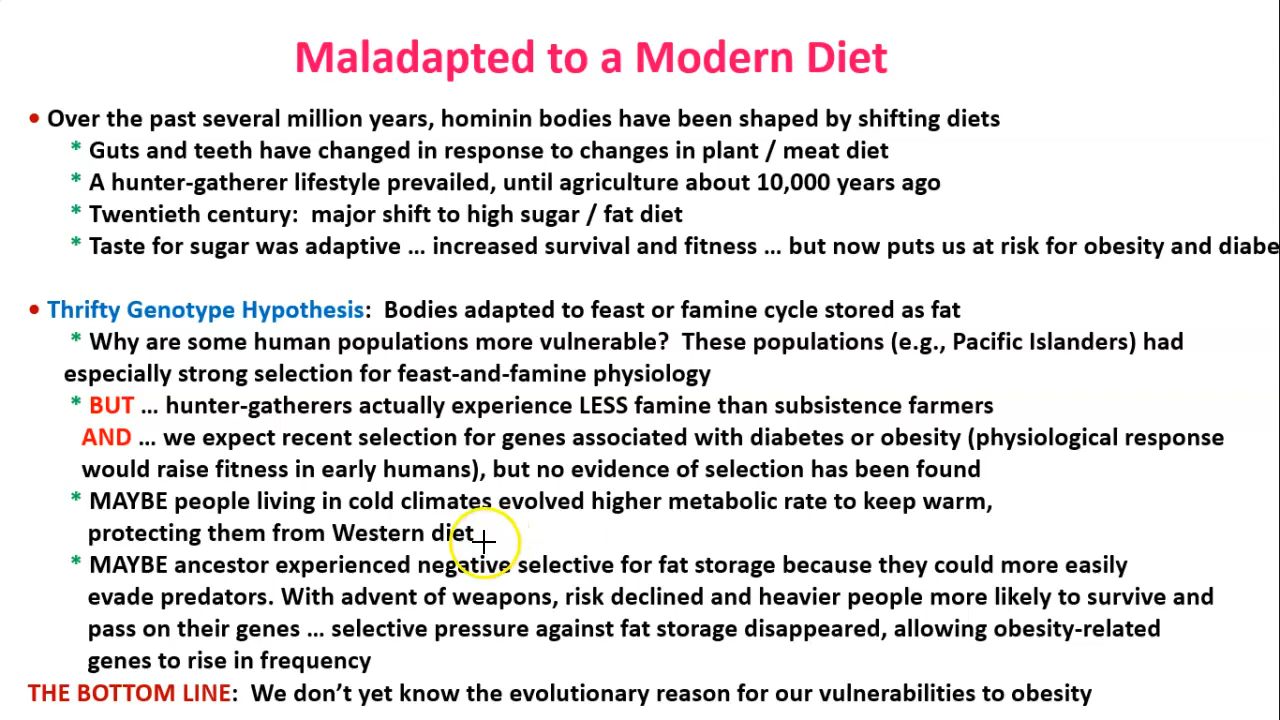 Maladapted to a Modern Diet
• Over the past several million years, hominin bodies have been shaped by shifting diets
* Guts and teeth have changed in response to changes in plant / meat diet
* A hunter-gatherer lifestyle prevailed, until agriculture about 10,000 years ago
* Twentieth century:  major shift to high sugar / fat diet
* Taste for sugar was adaptive … increased survival and fitness … but now puts us at risk for obesity and diabe
• Thrifty Genotype Hypothesis:  Bodies adapted to feast or famine cycle stored as fat
* Why are some human populations more vulnerable?  These populations (e.g., Pacific Islanders) had
especially strong selection for feast-and-famine physiology
* BUT … hunter-gatherers actually experience LESS famine than subsistence farmers
AND … we expect recent selection for genes associated with diabetes or obesity (physiological response
would raise fitness in early humans), but no evidence of selection has been found
* MAYBE people living in cold climates evolved higher metabolic rate to keep warm,
protecting them from Western diet
* MAYBE ancestor experienced negative selective for fat storage because they could more easily
evade predators. With advent of weapons, risk declined and heavier people more likely to survive and
pass on their genes … selective pressure against fat storage disappeared, allowing obesity-related
genes to rise in frequency
THE BOTTOM LINE:  We don’t yet know the evolutionary reason for our vulnerabilities to obesity